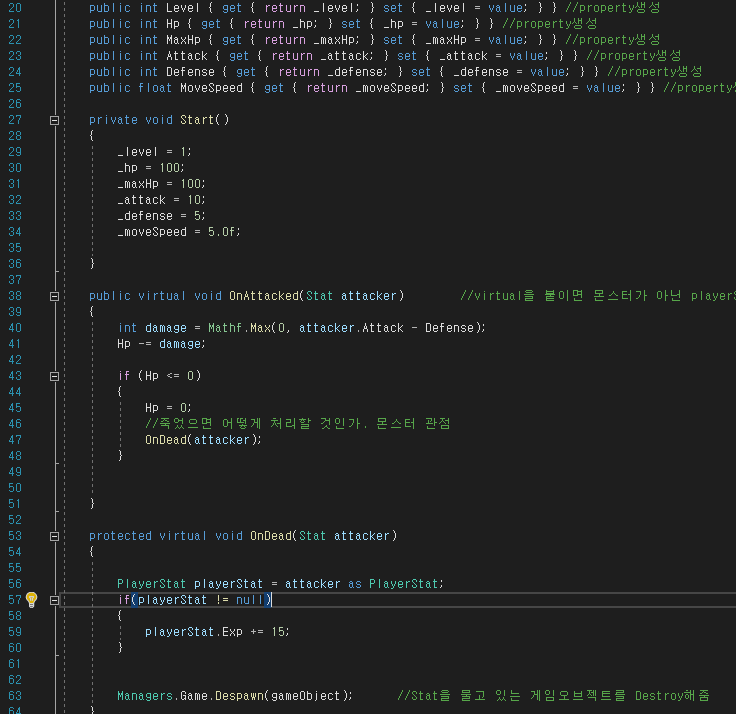 20 public int Level { get { return _level; } set { _level = value; } } //property생성
21 public int Hp { get { return _hp; } set { _hp = value; } } //property생성
22 public int MaxHp { get { return _maxHp; } set { _maxHp = value; } } //property생성
23 public int Attack { get { return _attack; } set { _attack = value; } } //property생성
24 public int Defense { get { return _defense; } set { _defense = value; } } //property생성
25 public float MoveSpeed { get { return _moveSpeed; } set { _moveSpeed = value; } } //property
26
27 private void Start()
28 {
29 _level = 1;
30 _hp = 100;
31 _maxHp = 100;
32 _attack = 10;
33 _defense = 5;
34 _moveSpeed = 5.0f;
35
36 }
37
38 public virtual void OnAttacked(Stat attacker) //virtual을 붙이면 몬스터가 아닌 playerS
39 {
40 int damage = Mathf.Max(0, attacker.Attack - Defense);
41 Hp -= damage;
42
43 if (Hp <= 0)
44 {
45 Hp = 0;
46 //죽었으면 어떻게 처리할 것인가. 몬스터 관점
47 OnDead(attacker);
48 }
49
50
51 }
52
53 protected virtual void OnDead(Stat attacker)
54 {
55
56 PlayerStat playerStat = attacker as PlayerStat;
57 if(playerStat != null)
58 {
59 playerStat.Exp += 15;
60 }
61
62
63 Managers.Game.Despawn(gameObject); //Stat을 물고 있는 게임오브젝트를 Destroy해줌
64 }